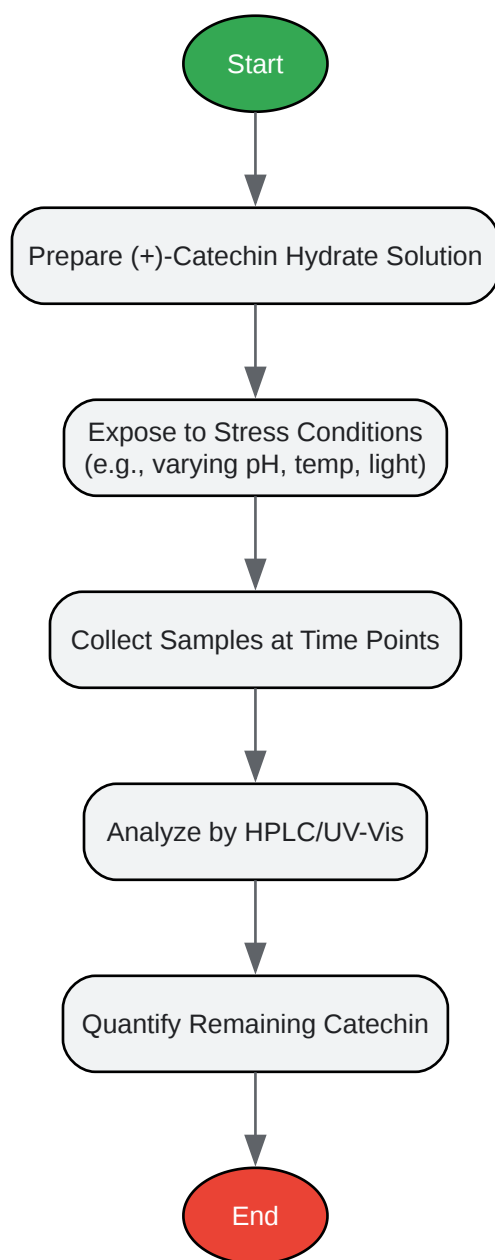 Start
Prepare (+)-Catechin Hydrate Solution
Expose to Stress Conditions
(e.g., varying pH, temp, light)
Collect Samples at Time Points
Analyze by HPLC/UV-Vis
Quantify Remaining Catechin
End